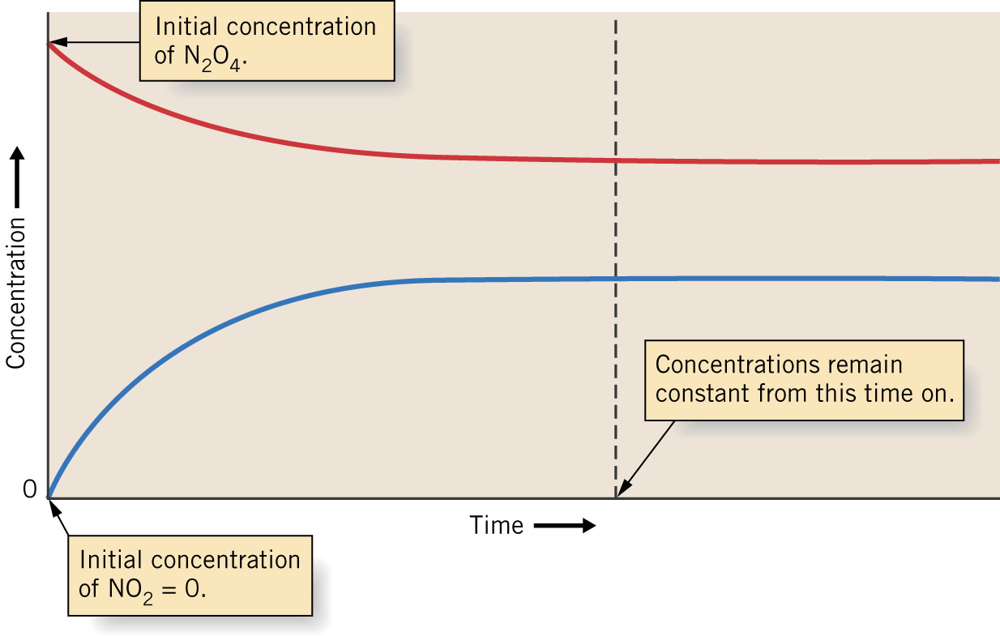 Initial concentration
of N₂O₄.
Concentration
Concentrations remain
constant from this time on.
0
Time
Initial concentration
of NO₂ = 0.